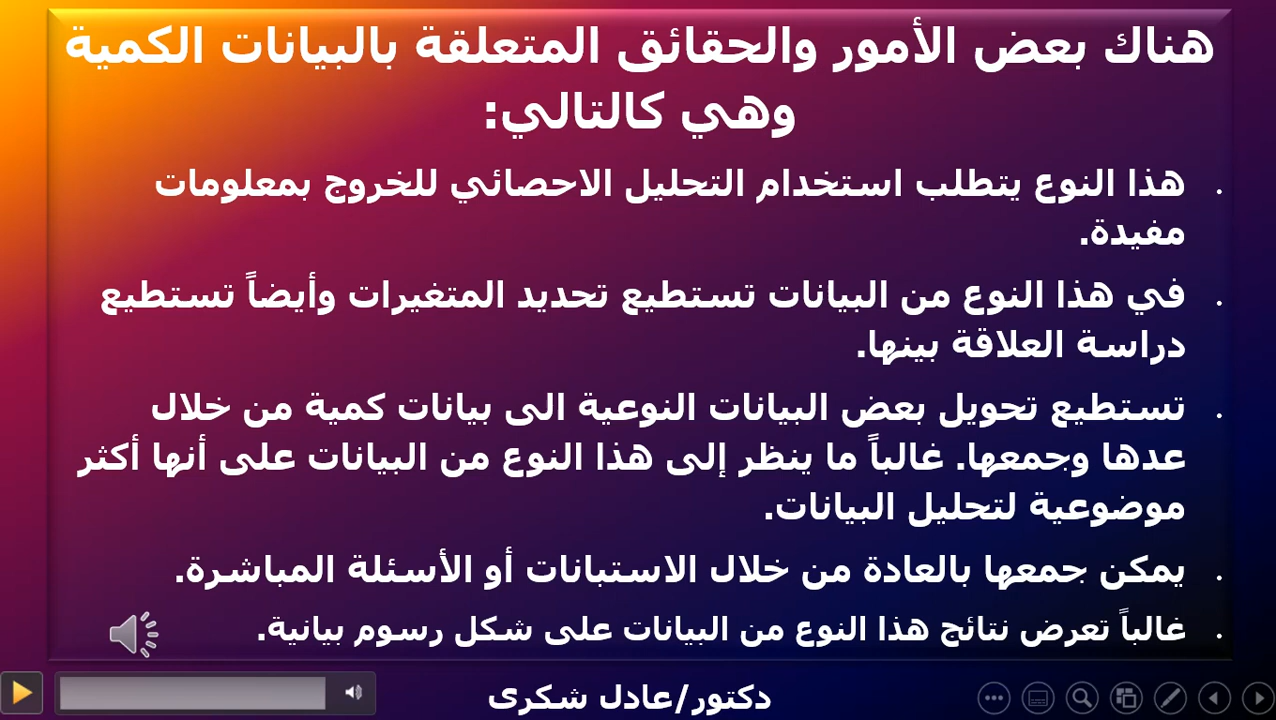 هناك بعض الأمور والحقائق المتعلقة بالبيانات الكمية
وهي كالتالي:
. هذا النوع يتطلب استخدام التحليل الاحصائي للخروج بمعلومات
مفيدة.
. في هذا النوع من البيانات تستطيع تحديد المتغيرات وأيضاً تستطيع
دراسة العلاقة بينها.
. تستطيع تحويل بعض البيانات النوعية الى بيانات كمية من خلال
عدها وجمعها. غالباً ما ينظر إلى هذا النوع من البيانات على أنها أكثر
موضوعية لتحليل البيانات.
. يمكن جمعها بالعادة من خلال الاستبانات أو الأسئلة المباشرة.
. غالباً تعرض نتائج هذا النوع من البيانات على شكل رسوم بيانية.
دكتور/عادل شكرى